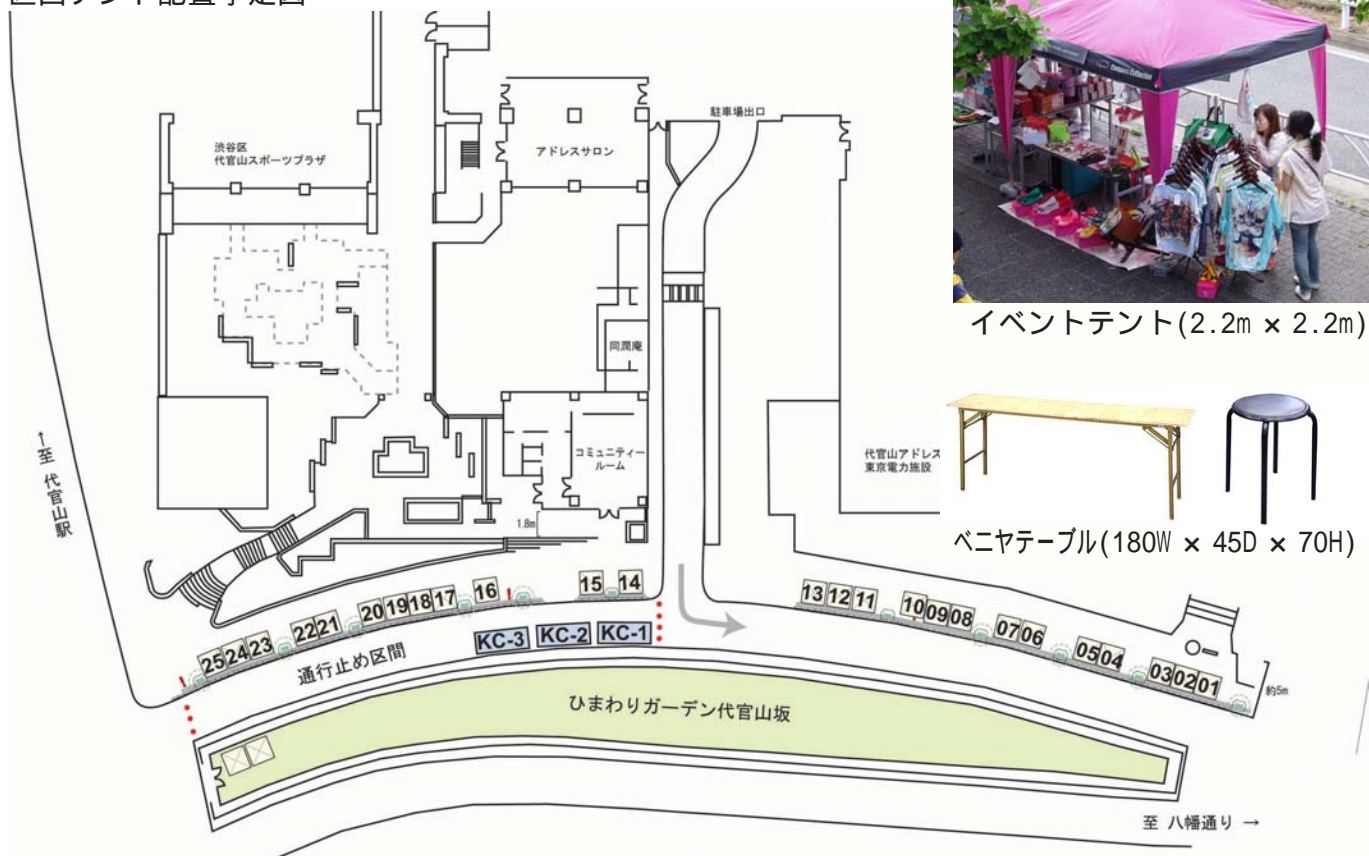 駐車場出口
渋谷区
代官山スポーツプラザ
アドレスサロン
イベントテント(2.2m × 2.2m)
同潤庵
←至 代官山駅
コミュニティー
ルーム
代官山アドレス
東京電力施設
1.8m
ベニヤテーブル(180W × 45D × 70H)
25 24 23 22 21 20 19 18 17 16 15 14 13 12 11 10 09 08 07 06 05 04 03 02 01
KC-3 KC-2 KC-1
通行止め区間
約5m
ひまわりガーデン代官山坂
至 八幡通り →